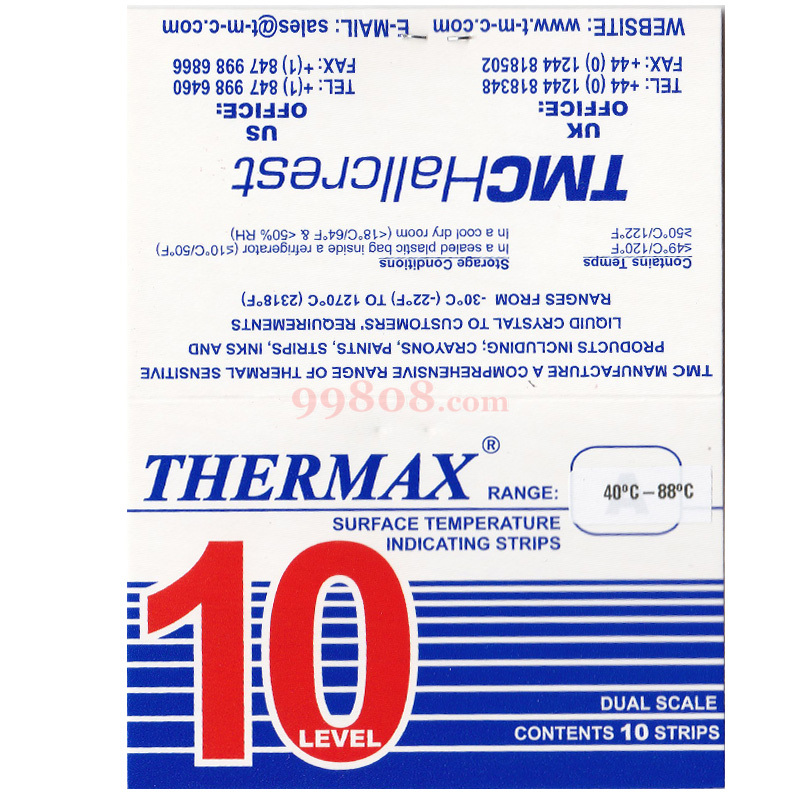 WEBSITE: www.t-m-c.com E-MAIL: sales@t-m-c.com
UK OFFICE:
TEL: +44 (0) 1244 818348
FAX: +44 (0) 1244 818502
US OFFICE:
TEL: +(1) 847 998 6460
FAX: +(1) 847 998 6866
TMCHallcrest
Contains Temps
≤49°C/120°F
≥50°C/122°F
Storage Conditions
In a sealed plastic bag inside a refrigerator (≤10°C/50°F)
In a cool dry room (<18°C/64°F & <50% RH)
TMC MANUFACTURE A COMPREHENSIVE RANGE OF THERMAL SENSITIVE
PRODUCTS INCLUDING; CRAYONS, PAINTS, STRIPS, INKS AND
LIQUID CRYSTAL TO CUSTOMERS' REQUIREMENTS
RANGES FROM -30°C (-22°F) TO 1270°C (2318°F)
99808.com
THERMAX®
RANGE:
A
40ºC – 88ºC
SURFACE TEMPERATURE
INDICATING STRIPS
10
LEVEL
DUAL SCALE
CONTENTS 10 STRIPS